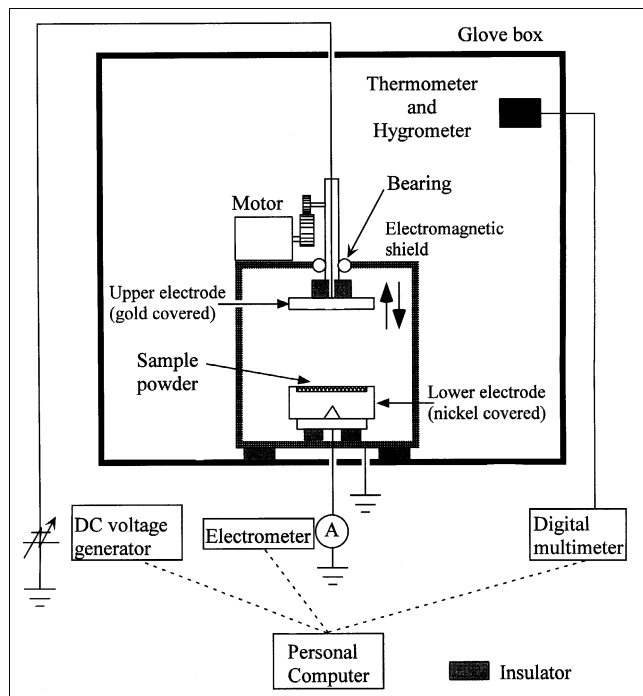 Glove box
Thermometer
and
Hygrometer
Bearing
Motor
Electromagnetic
shield
Upper electrode
(gold covered)
Sample
powder
Lower electrode
(nickel covered)
DC voltage
generator
Electrometer
A
Digital
multimeter
Personal
Computer
Insulator